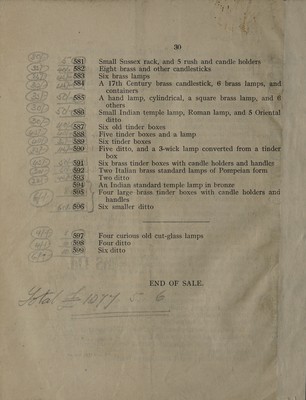 30
581 Small Sussex rack, and 5 rush and candle holders
582 Eight brass and other candlesticks
583 Six brass lamps
584 A 17th Century brass candlestick, 6 brass lamps, and
containers
585 A hand lamp, cylindrical, a square brass lamp, and 6
others
586 Small Indian temple lamp, Roman lamp, and 5 Oriental
ditto
587 Six old tinder boxes
588 Five tinder boxes and a lamp
589 Six tinder boxes
590 Five ditto, and a 3-wick lamp converted from a tinder
box
591 Six brass tinder boxes with candle holders and handles
592 Two Italian brass standard lamps of Pompeian form
593 Two ditto
594 An Indian standard temple lamp in bronze
595 Four large brass tinder boxes with candle holders and
handles
596 Six smaller ditto
597 Four curious old cut-glass lamps
598 Four ditto
599 Six ditto
END OF SALE.
Total £ 1077 5 6